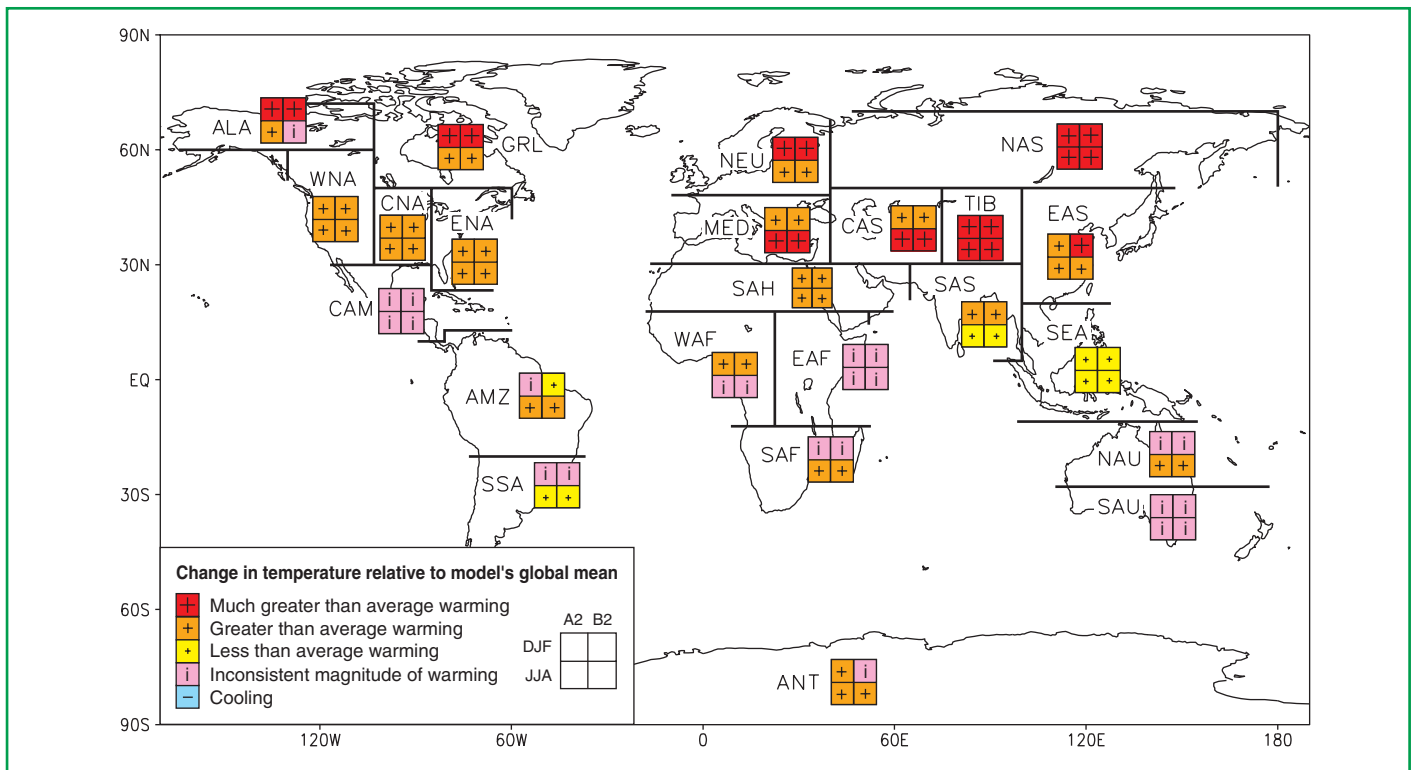 90N
ALA
GRL
NEU
NAS
60N
WNA
CNA
ENA
MED
CAS
TIB
EAS
30N
CAM
SAH
SAS
WAF
EAF
SEA
EQ
AMZ
SAF
NAU
SSA
30S
SAU
Change in temperature relative to model's global mean
Much greater than average warming
Greater than average warming
Less than average warming
i Inconsistent magnitude of warming
Cooling
A2 B2
DJF
JJA
60S
ANT
90S
120W 60W 0 60E 120E 180